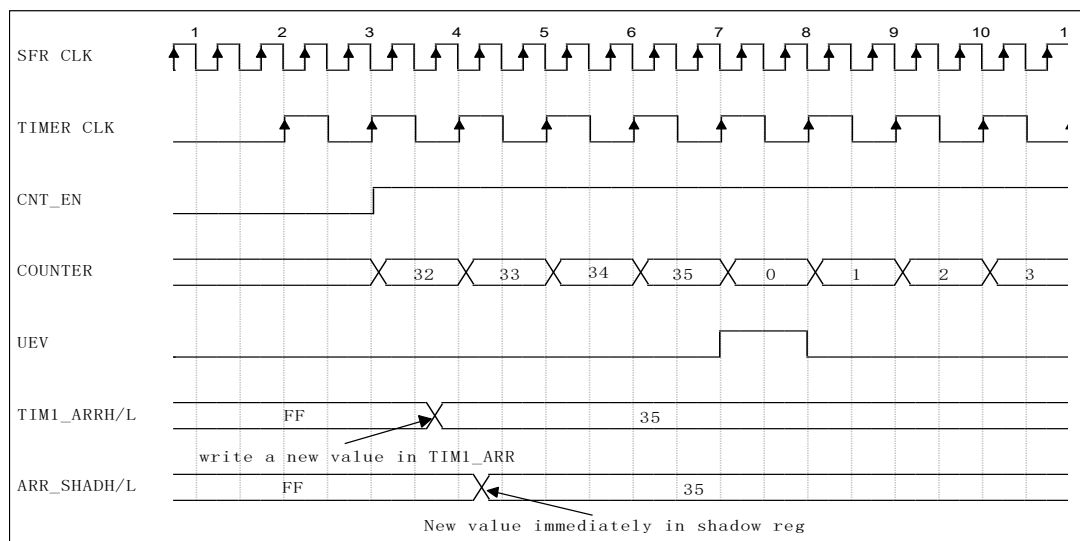 1 2 3 4 5 6 7 8 9 10 1
SFR CLK
TIMER CLK
CNT_EN
COUNTER 32 33 34 35 0 1 2 3
UEV
TIM1_ARRH/L FF 35
write a new value in TIM1_ARR
ARR_SHADH/L FF 35
New value immediately in shadow reg